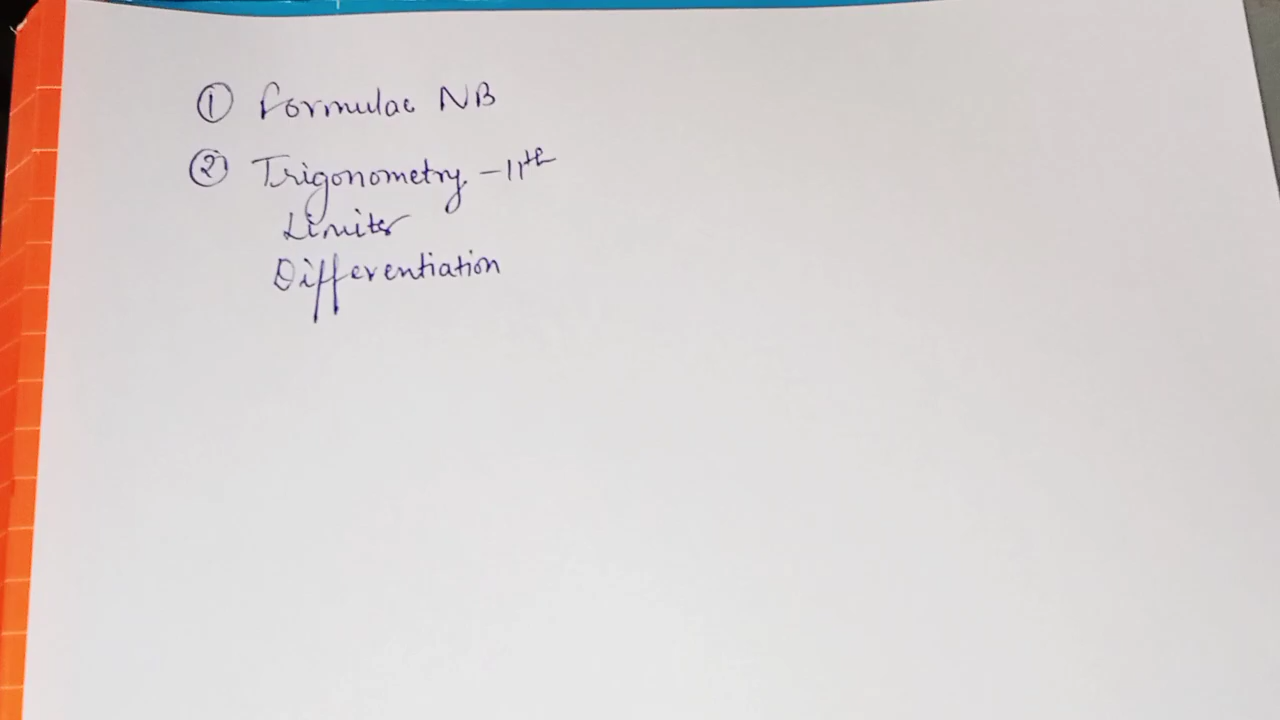 ① Formulae NB
② Trigonometry - 11th
Limits
Differentiation